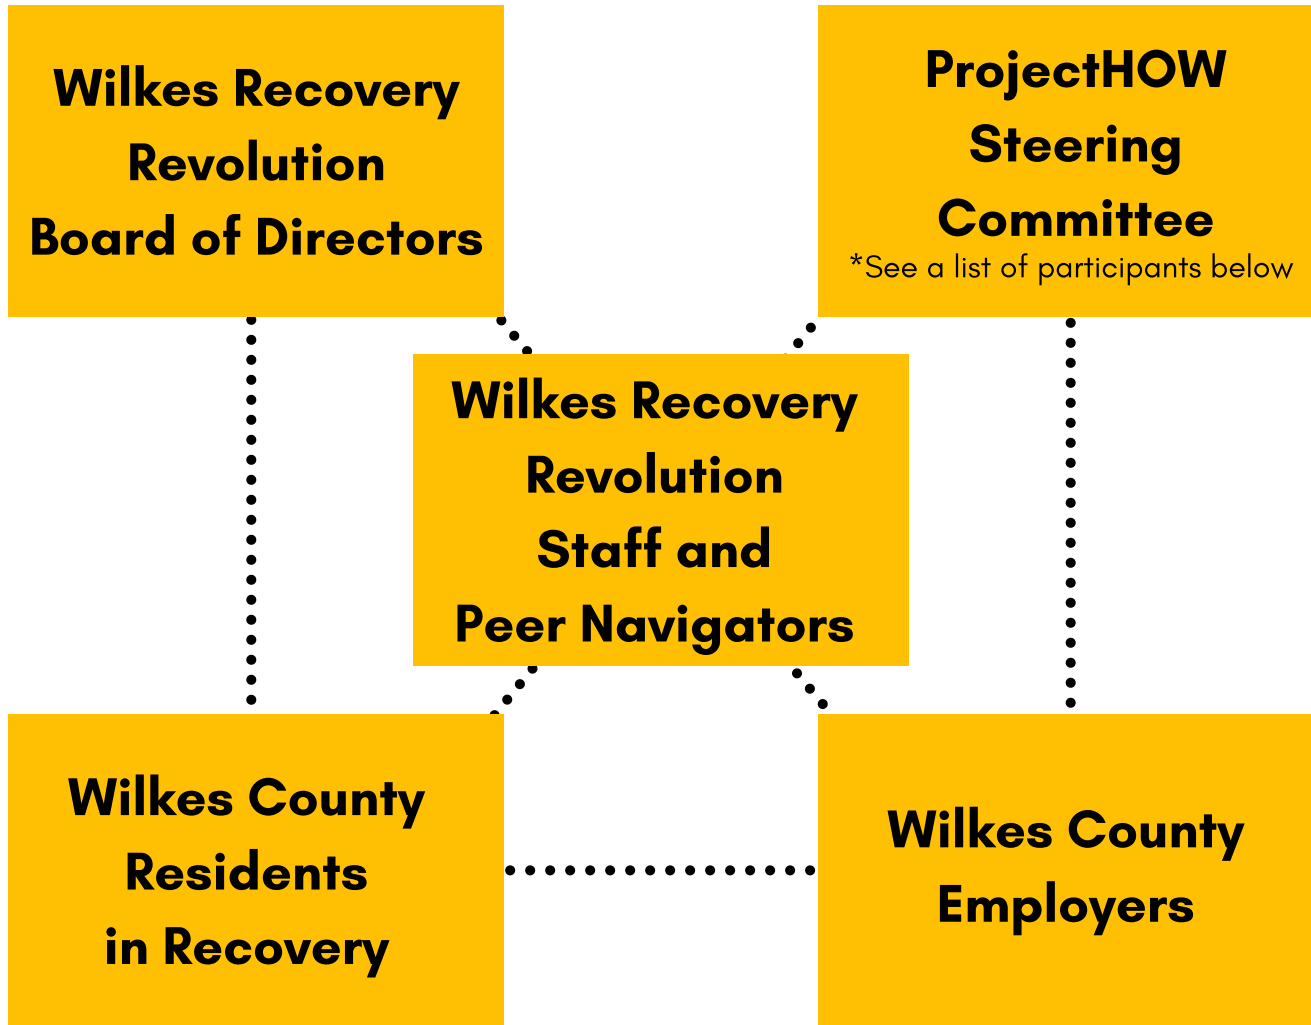 Wilkes Recovery
Revolution
Board of Directors
ProjectHOW
Steering
Committee
*See a list of participants below
Wilkes Recovery
Revolution
Staff and
Peer Navigators
Wilkes County
Residents
in Recovery
Wilkes County
Employers